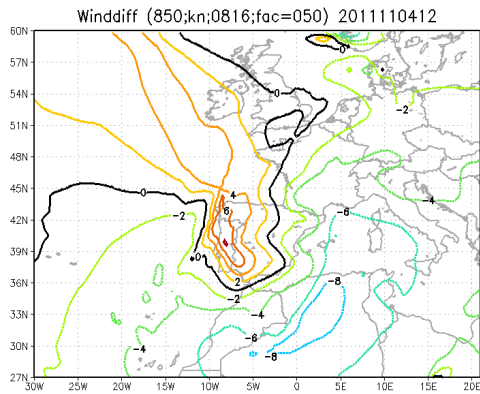 Winddiff (850;kn;0816;fac=050) 2011110412
60N
57N
54N
51N
48N
45N
42N
39N
36N
33N
30N
27N
0
0
-2
4
-4
0
-2
6
-6
0
2
-2
-8
-4
-6
-4
-8
30W
25W
20W
15W
10W
5W
0
5E
10E
15E
20E